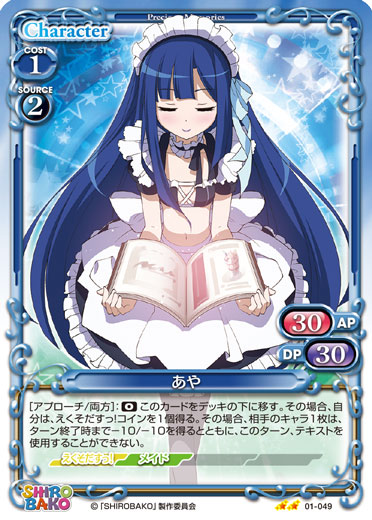 Precious Memories
Character
COST
1
SOURCE
2
30 AP
DP 30
あや
[アプローチ/両方]: このカードをデッキの下に移す。その場合、自
分は、えくそだすっ!コインを1個得る。その場合、相手のキャラ1枚は、
ターン終了時まで-10/-10を得るとともに、このターン、テキストを
使用することができない。
えくそだすっ! メイド
SHIRO
BAKO
©「SHIROBAKO」製作委員会
01-049